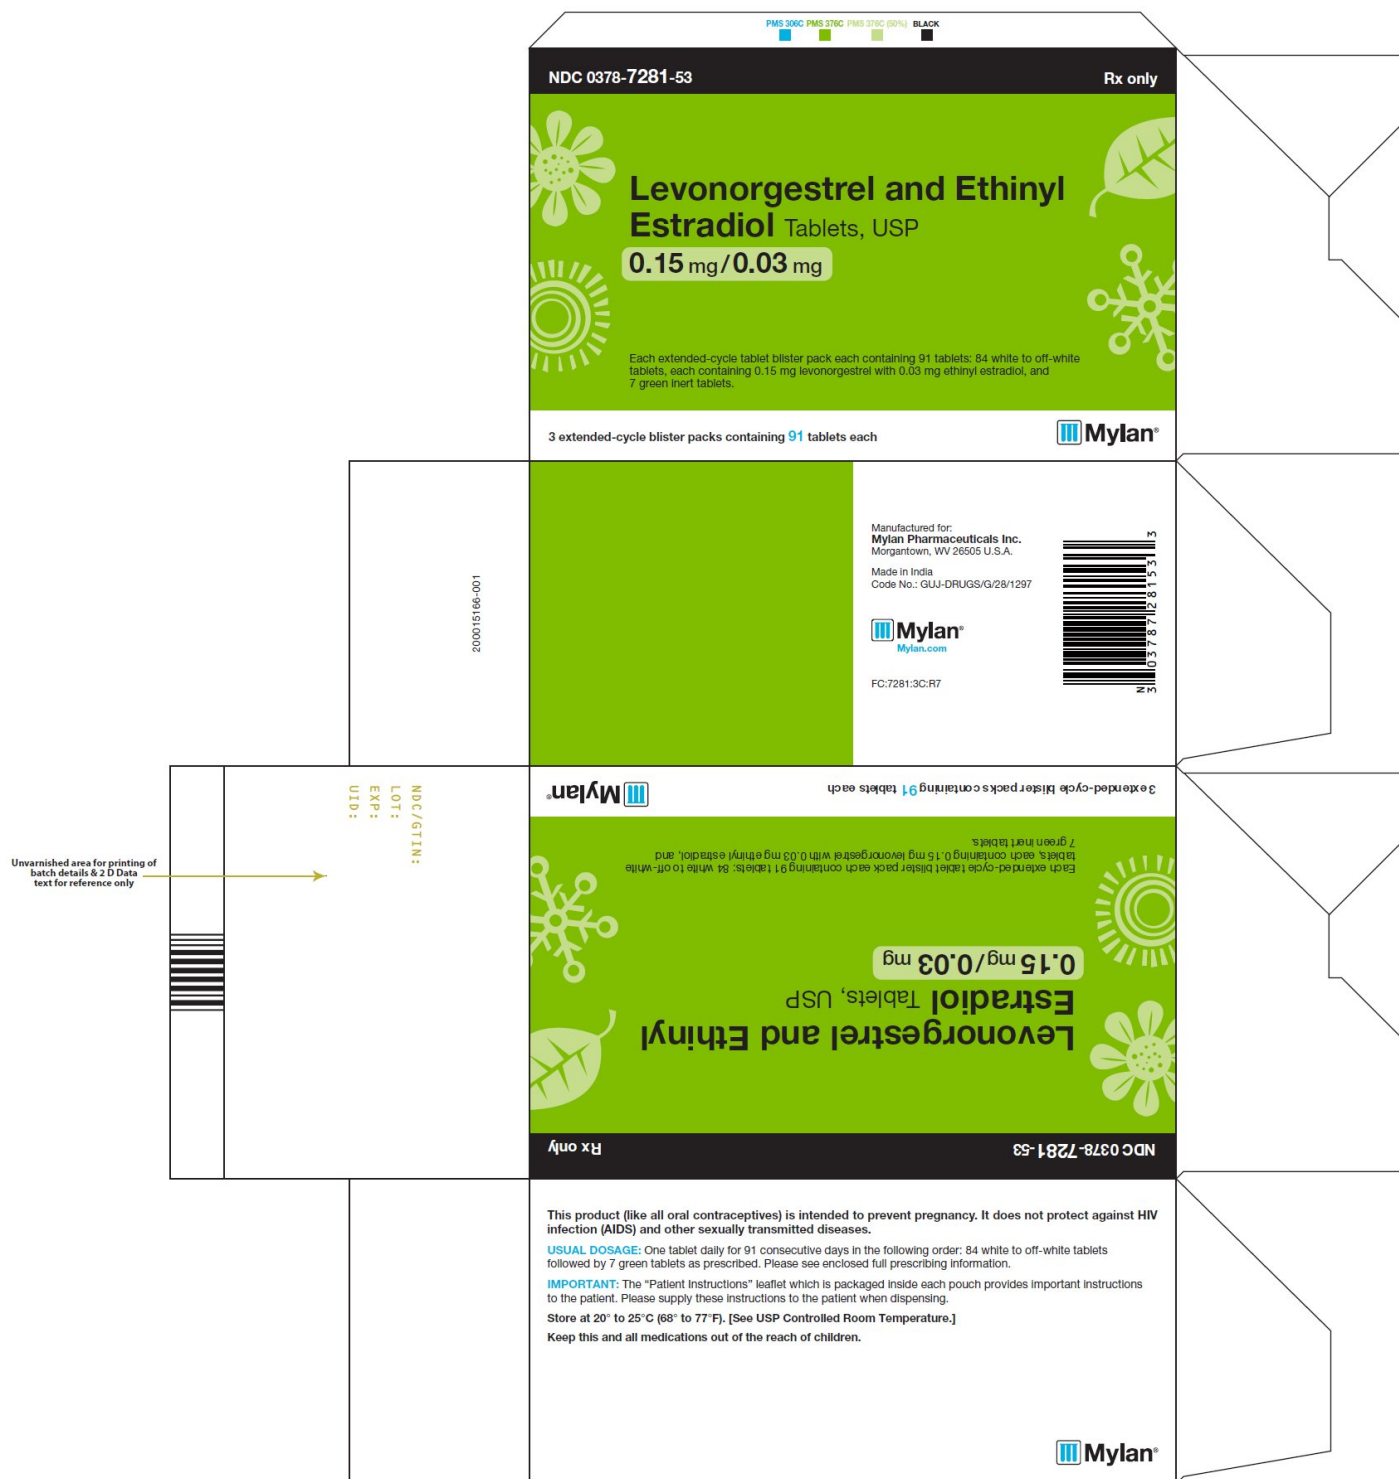 PMS 306C PMS 376C PMS 376C (50%) BLACK
NDC 0378-7281-53 Rx only
Levonorgestrel and Ethinyl
Estradiol Tablets, USP
0.15 mg/0.03 mg
Each extended-cycle tablet blister pack each containing 91 tablets: 84 white to off-white
tablets, each containing 0.15 mg levonorgestrel with 0.03 mg ethinyl estradiol, and
7 green inert tablets.
3 extended-cycle blister packs containing 91 tablets each
Mylan®
200015166-001
Manufactured for:
Mylan Pharmaceuticals Inc.
Morgantown, WV 26505 U.S.A.
Made in India
Code No.: GUJ-DRUGS/G/28/1297
Mylan®
Mylan.com
FC:7281:3C:R7
N
3 0378728153 3
NDC/GTIN:
LOT:
EXP:
UID:
Unvarnished area for printing of
batch details & 2 D Data
text for reference only
NDC 0378-7281-53 Rx only
Levonorgestrel and Ethinyl
Estradiol Tablets, USP
0.15 mg/0.03 mg
Each extended-cycle tablet blister pack each containing 91 tablets: 84 white to off-white
tablets, each containing 0.15 mg levonorgestrel with 0.03 mg ethinyl estradiol, and
7 green inert tablets.
3 extended-cycle blister packs containing 91 tablets each
Mylan®
This product (like all oral contraceptives) is intended to prevent pregnancy. It does not protect against HIV
infection (AIDS) and other sexually transmitted diseases.
USUAL DOSAGE: One tablet daily for 91 consecutive days in the following order: 84 white to off-white tablets
followed by 7 green tablets as prescribed. Please see enclosed full prescribing information.
IMPORTANT: The “Patient Instructions” leaflet which is packaged inside each pouch provides important instructions
to the patient. Please supply these instructions to the patient when dispensing.
Store at 20° to 25°C (68° to 77°F). [See USP Controlled Room Temperature.]
Keep this and all medications out of the reach of children.
Mylan®